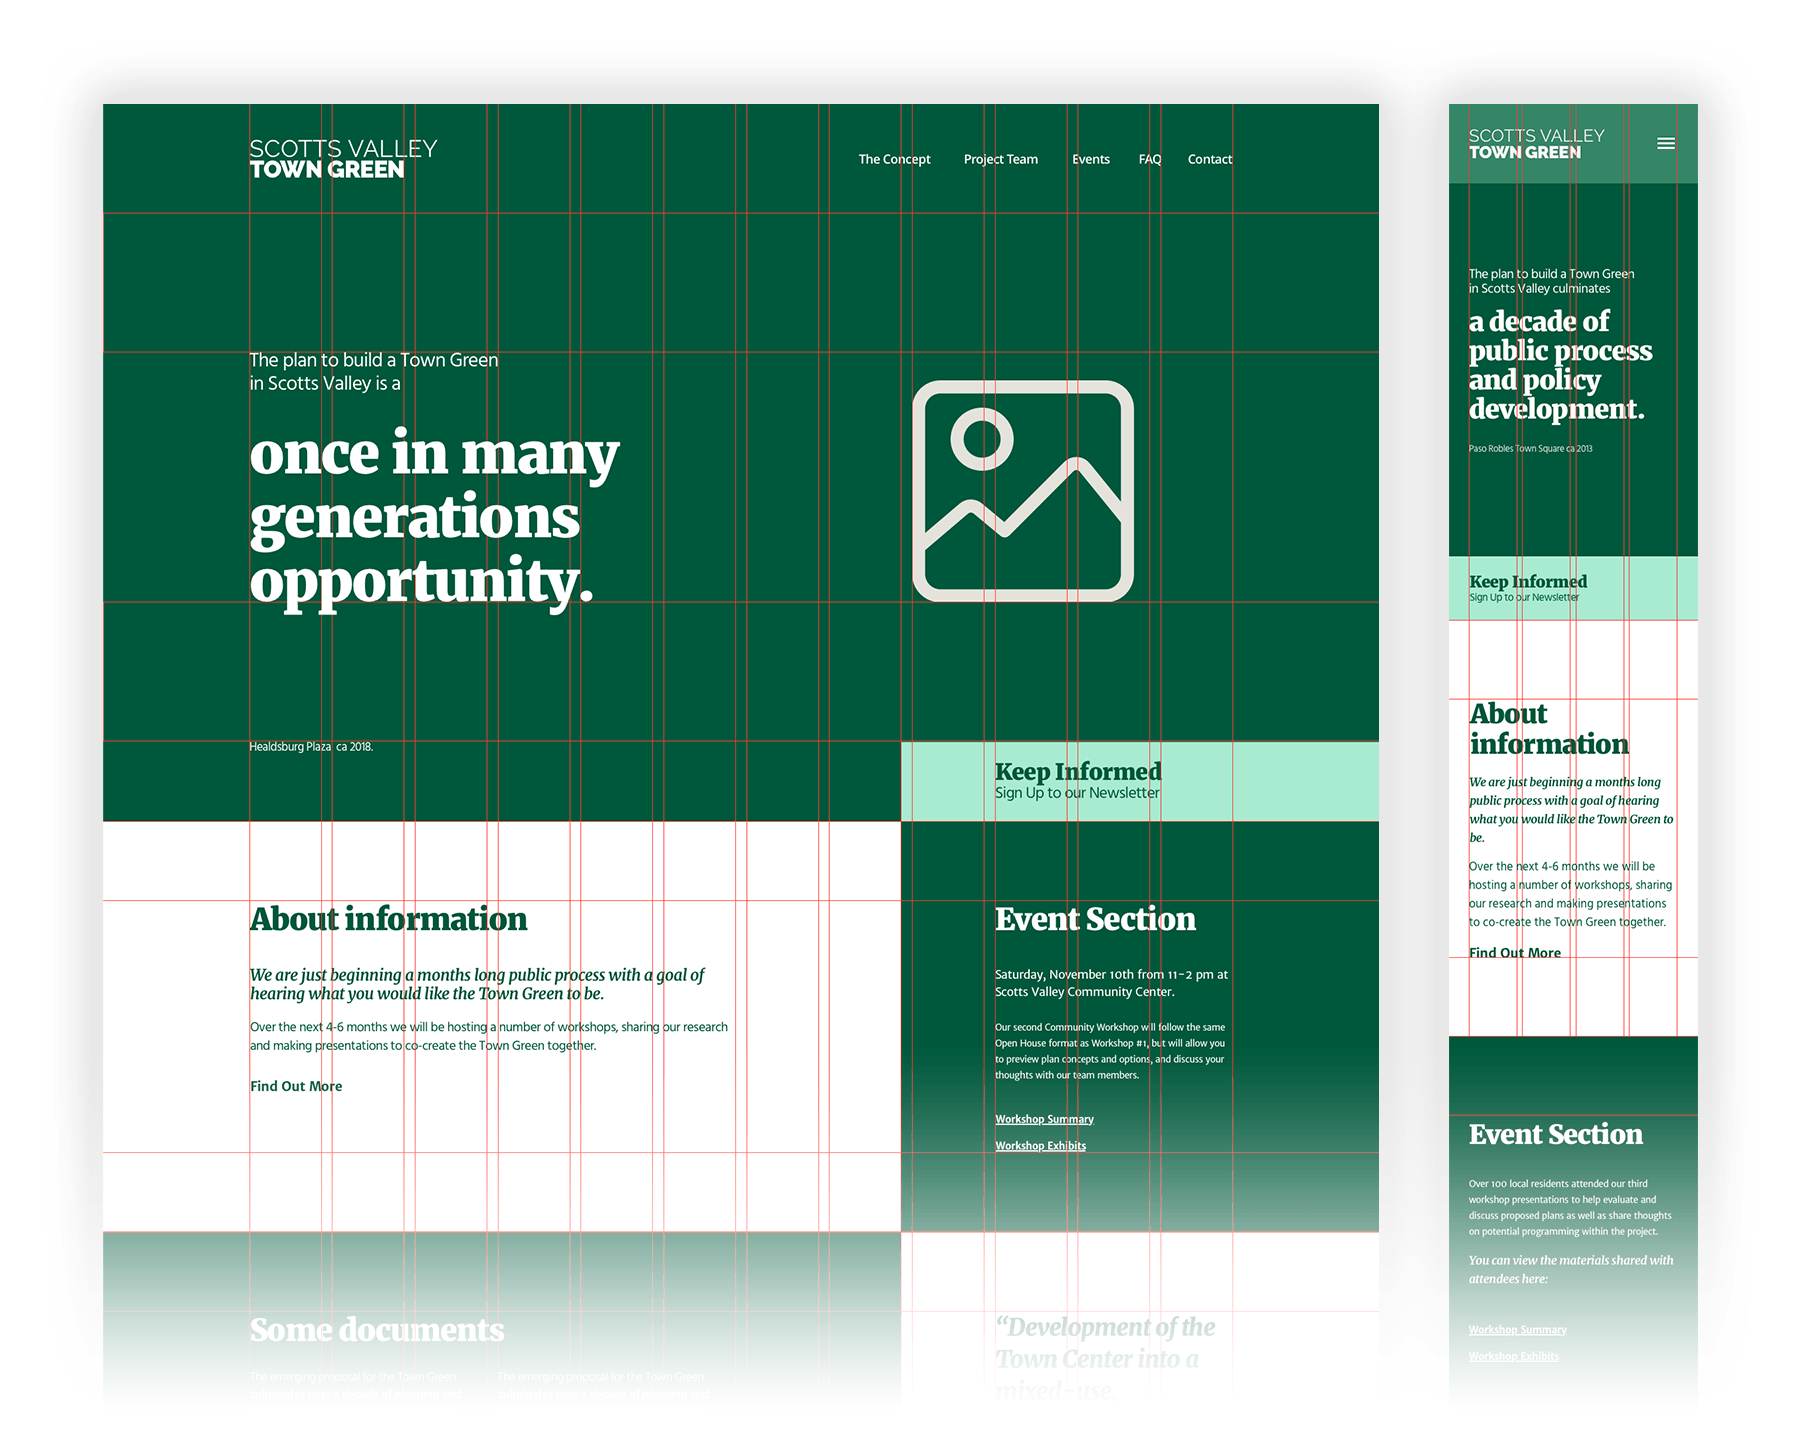 SCOTTS VALLEY
TOWN GREEN
The Concept Project Team Events FAQ Contact
The plan to build a Town Green
in Scotts Valley is a
once in many
generations
opportunity.
Healdsburg Plaza ca 2018.
Keep Informed
Sign Up to our Newsletter
About information
We are just beginning a months long public process with a goal of
hearing what you would like the Town Green to be.
Over the next 4-6 months we will be hosting a number of workshops, sharing our research
and making presentations to co-create the Town Green together.
Find Out More
Event Section
Saturday, November 10th from 11-2 pm at
Scotts Valley Community Center.
Our second Community Workshop will follow the same
Open House format as Workshop #1, but will allow you
to preview plan concepts and options, and discuss your
thoughts with our team members.
Workshop Summary
Workshop Exhibits
Some documents
The emerging proposal for the Town Green
culminates over a decade of planning and
The emerging proposal for the Town Green
culminates over a decade of planning and
“Development of the
Town Center into a
mixed-use,
SCOTTS VALLEY
TOWN GREEN
The plan to build a Town Green
in Scotts Valley culminates
a decade of
public process
and policy
development.
Paso Robles Town Square ca 2013
Keep Informed
Sign Up to our Newsletter
About
information
We are just beginning a months long
public process with a goal of hearing
what you would like the Town Green to
be.
Over the next 4-6 months we will be
hosting a number of workshops, sharing
our research and making presentations
to co-create the Town Green together.
Find Out More
Event Section
Over 100 local residents attended our third
workshop presentations to help evaluate and
discuss proposed plans as well as share thoughts
on potential programming within the project.
You can view the materials shared with
attendees here:
Workshop Summary
Workshop Exhibits